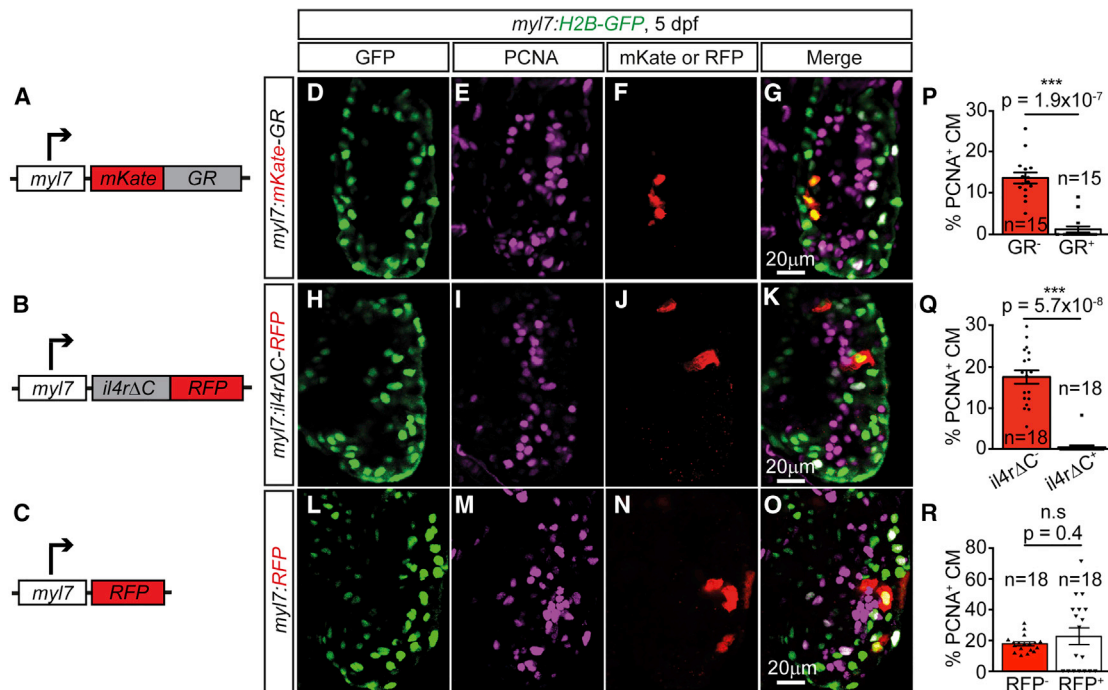 myl7:H2B-GFP, 5 dpf
GFP PCNA mKate or RFP Merge
A
myl7 mKate GR
myl7:mKate-GR
D E F G
20μm
P
***
p = 1.9x10-7
% PCNA+ CM
30
20
10
0
n=15
n=15
GR- GR+
B
myl7 il4rΔC RFP
myl7:il4rΔC-RFP
H I J K
20μm
Q
***
p = 5.7x10-8
% PCNA+ CM
30
20
10
0
n=18
n=18
il4rΔC- il4rΔC+
C
myl7 RFP
myl7:RFP
L M N O
20μm
R
n.s
p = 0.4
% PCNA+ CM
80
60
40
20
0
n=18 n=18
RFP- RFP+